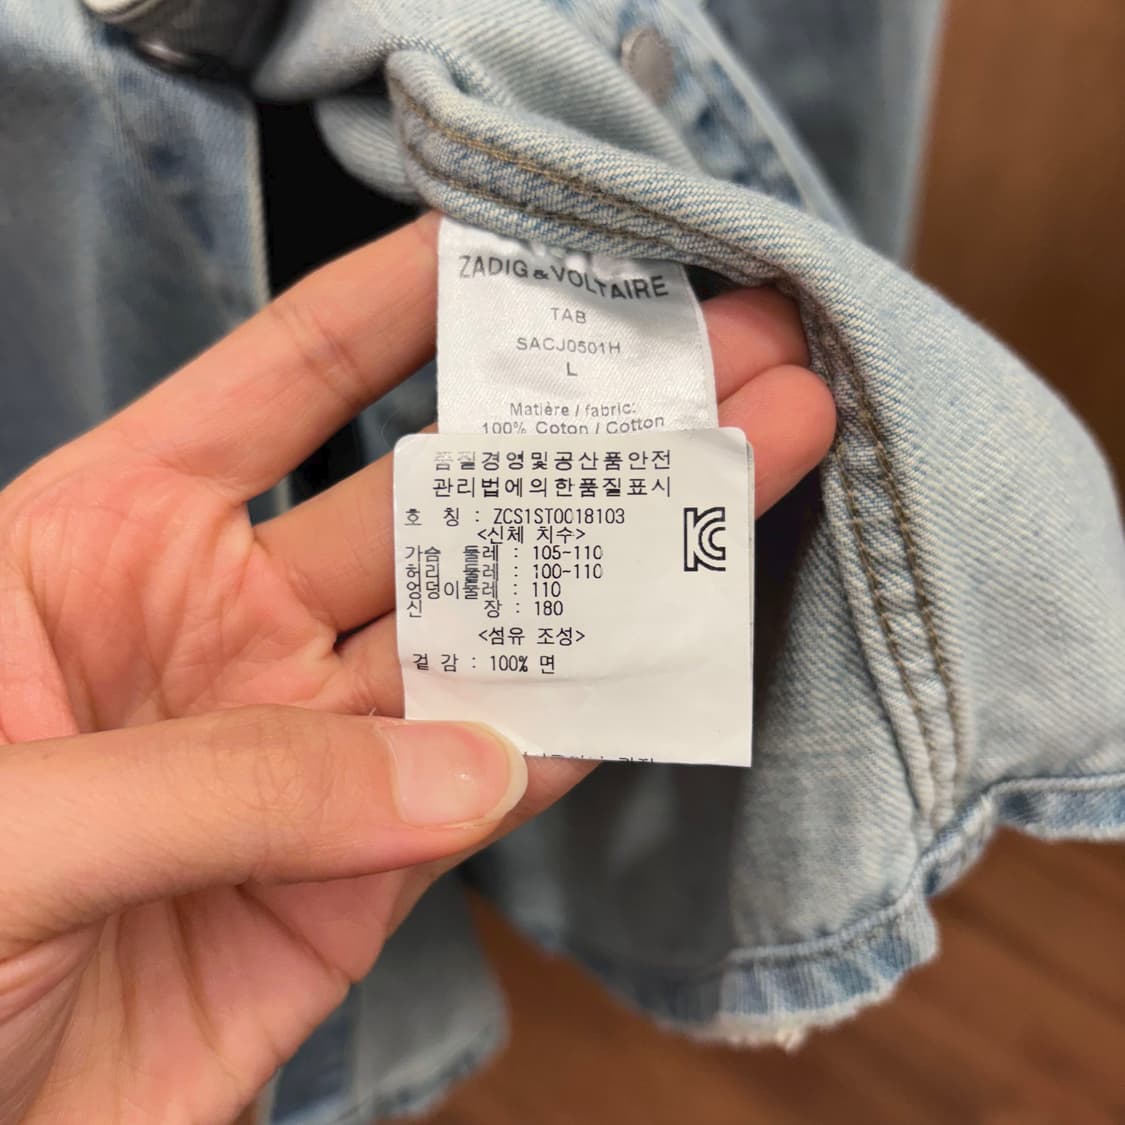 ZADIG&VOLTAIRE
TAB
SACJ0501H
L
Matière / fabric:
100% Coton / Cotton
품질경영및공산품안전
관리법에의한품질표시
호 칭 : ZCS1ST0018103
<신체 치수>
가슴 둘레 : 105~110
허리 둘레 : 100~110
엉덩이둘레 : 110
신 장 : 180
<섬유 조성>
겉감 : 100% 면